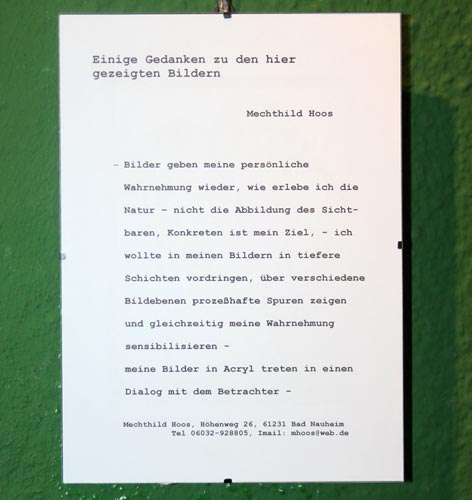 Einige Gedanken zu den hier
gezeigten Bildern
Mechthild Hoos
- Bilder geben meine persönliche
Wahrnehmung wieder, wie erlebe ich die
Natur - nicht die Abbildung des Sicht-
baren, Konkreten ist mein Ziel, - ich
wollte in meinen Bildern in tiefere
Schichten vordringen, über verschiedene
Bildebenen prozeßhafte Spuren zeigen
und gleichzeitig meine Wahrnehmung
sensibilisieren -
meine Bilder in Acryl treten in einen
Dialog mit dem Betrachter -
Mechthild Hoos, Höhenweg 26, 61231 Bad Nauheim
Tel 06032-928805, Imail: mhoos@web.de